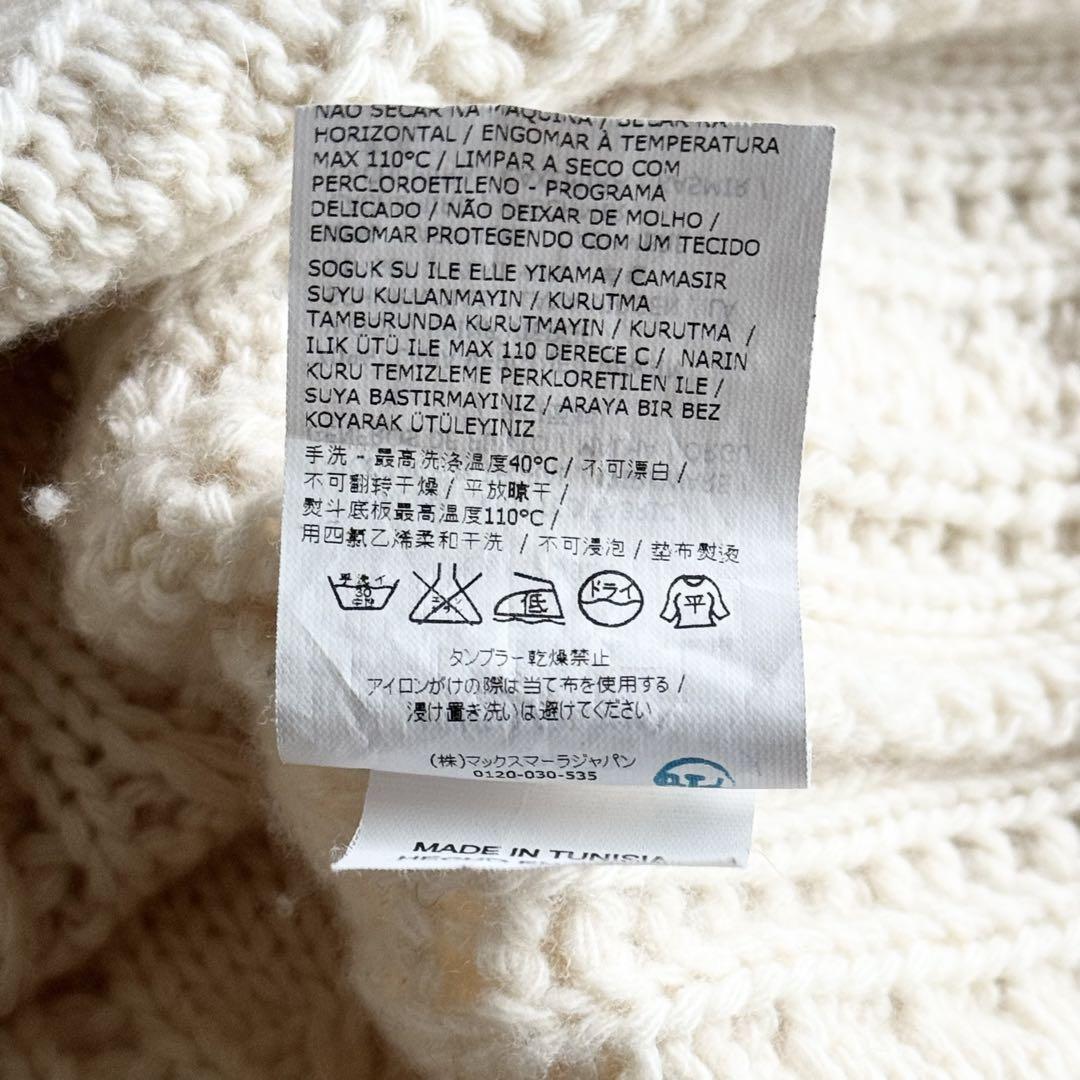 NÃO SECAR NA MÁQUINA / SECAR NA
HORIZONTAL / ENGOMAR À TEMPERATURA
MAX 110°C / LIMPAR A SECO COM
PERCLOROETILENO - PROGRAMA
DELICADO / NÃO DEIXAR DE MOLHO /
ENGOMAR PROTEGENDO COM UM TECIDO
SOGUK SU ILE ELLE YIKAMA / CAMASIR
SUYU KULLANMAYIN / KURUTMA
TAMBURUNDA KURUTMAYIN / KURUTMA /
ILIK ÜTÜ ILE MAX 110 DERECE C / NARIN
KURU TEMIZLEME PERKLORETILEN ILE /
SUYA BASTIRMAYINIZ / ARAYA BIR BEZ
KOYARAK ÜTÜLEYINIZ
手洗 - 最高洗涤温度40°C / 不可漂白 /
不可翻转干燥 / 平放晾干 /
熨斗底板最高温度110°C /
用四氯乙烯柔和干洗 / 不可浸泡 / 垫布熨烫
手洗イ 30 中性 低 ドライ 平
タンブラー乾燥禁止
アイロンがけの際は当て布を使用する /
浸け置き洗いは避けてください
(株)マックスマーラジャパン
0120-030-535
MADE IN TUNISIA